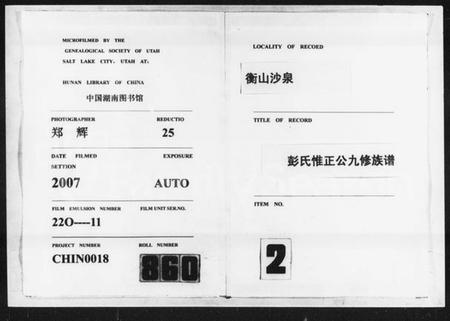 MICROFILMED BY THE
GENEALOGICAL SOCIETY OF UTAH
SALT LAKE CITY. UTAH AT:
HUNAN LIBRARY OF CHINA
中国湖南图书馆
PHOTOGRAPHER REDUCTIO
郑 辉 25
DATE FILMED EXPOSURE
SETTION
2007 AUTO
FILM EMULSION NUMBER FILM UNIT SER.NO.
22O----11
PROJECT NUMBER ROLL NUMBER
CHIN0018 860
LOCALITY OF RECOED
衡山沙泉
TITLE OF RECORD
彭氏惟正公九修族谱
ITEM NO.
2